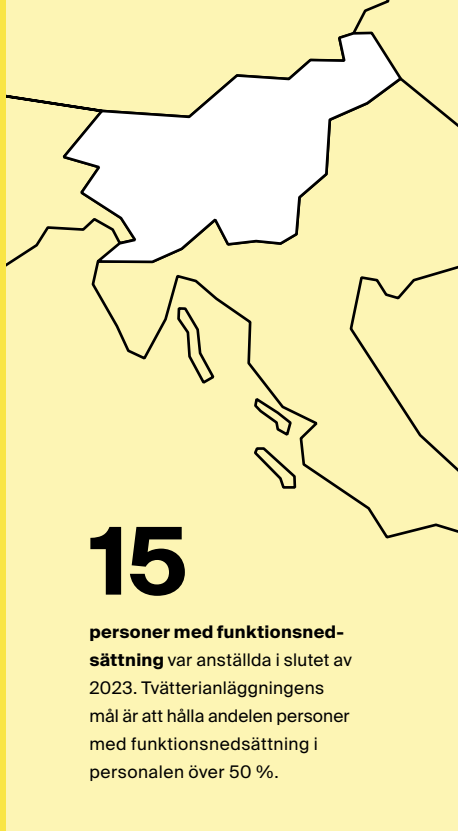 15
personer med funktionsned-
sättning var anställda i slutet av
2023. Tvätterianläggningens
mål är att hålla andelen personer
med funktionsnedsättning i
personalen över 50 %.